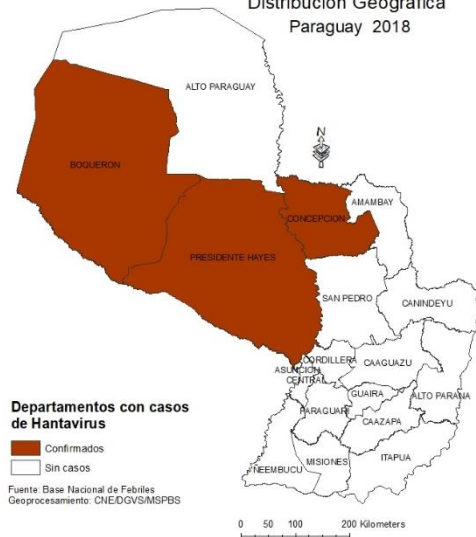 Distribución Geográfica
Paraguay 2018
ALTO PARAGUAY
N
BOQUERON
AMAMBAY
CONCEPCION
PRESIDENTE HAYES
SAN PEDRO
CANINDEYU
CORDILLERA
ASUNCION
CENTRAL
CAAGUAZU
ALTO PARANA
GUAIRA
PARAGUARI
CAAZAPA
ÑEEMBUCU
MISIONES
ITAPUA
Departamentos con casos
de Hantavirus
Confirmados
Sin casos
Fuente: Base Nacional de Febriles
Geoprocesamiento: CNE/DGVS/MSPBS
0 50 100 200 Kilometers